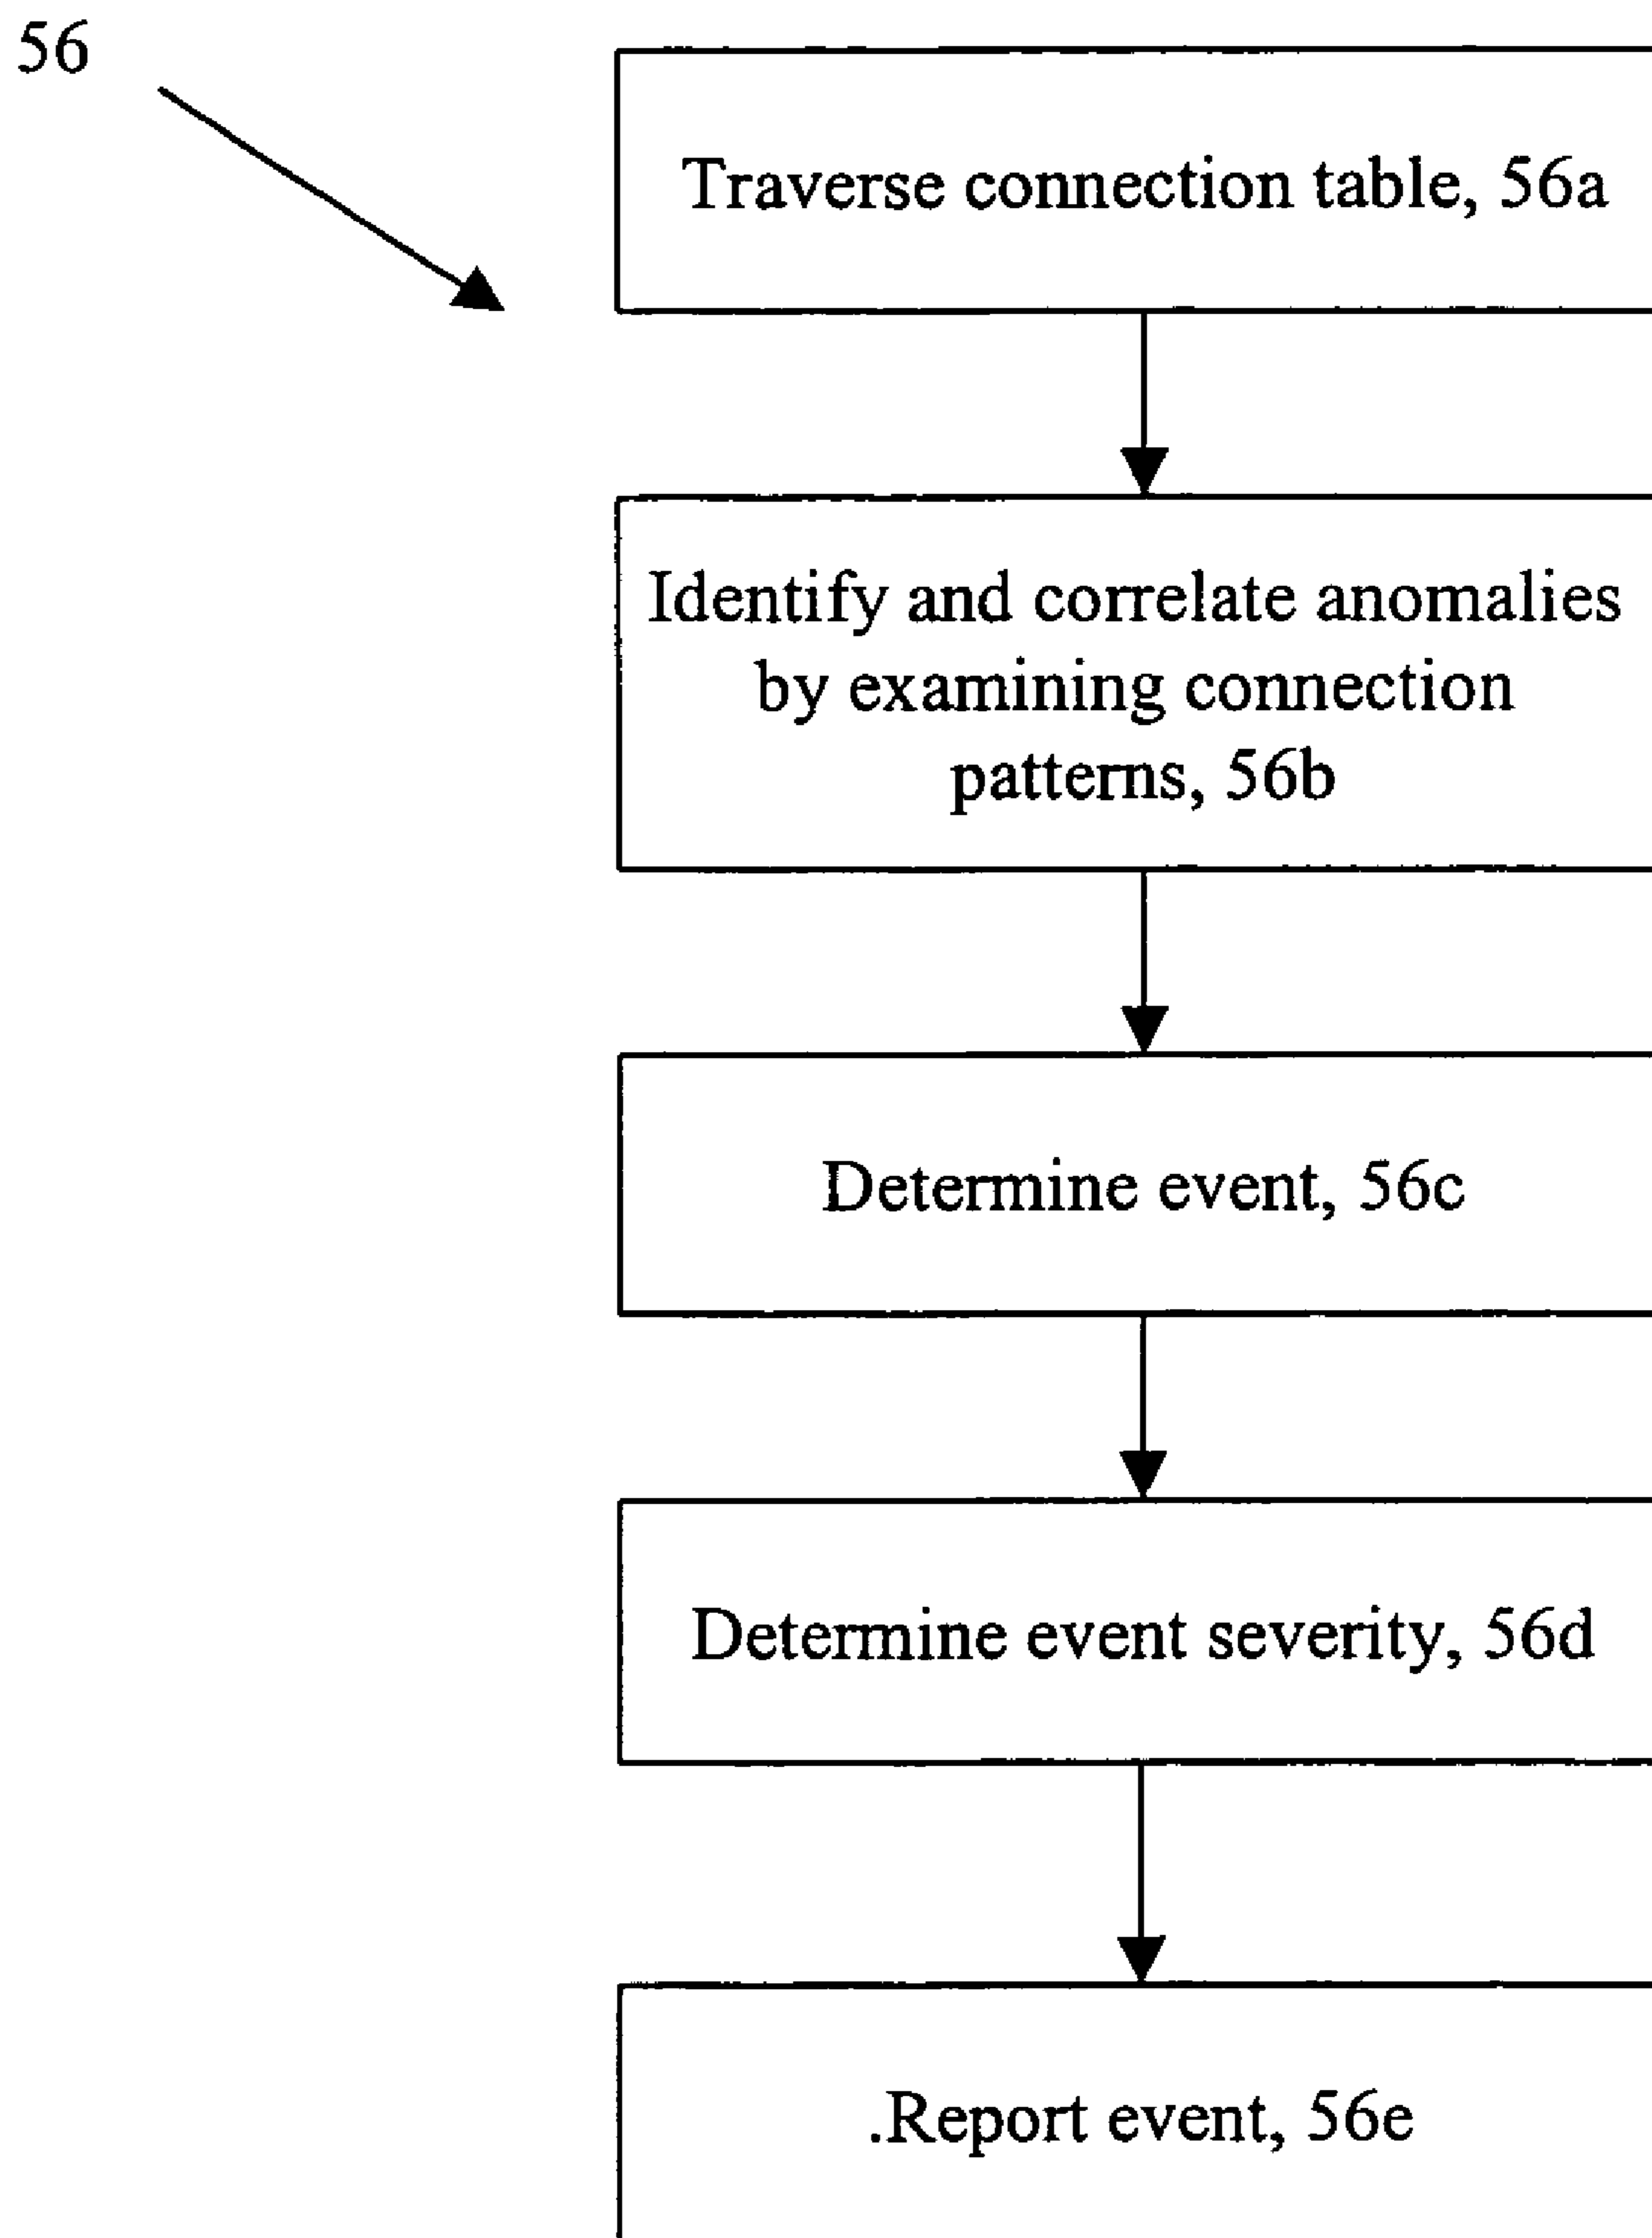 56
Traverse connection table, 56a
Identify and correlate anomalies
by examining connection
patterns, 56b
Determine event, 56c
Determine event severity, 56d
.Report event, 56e